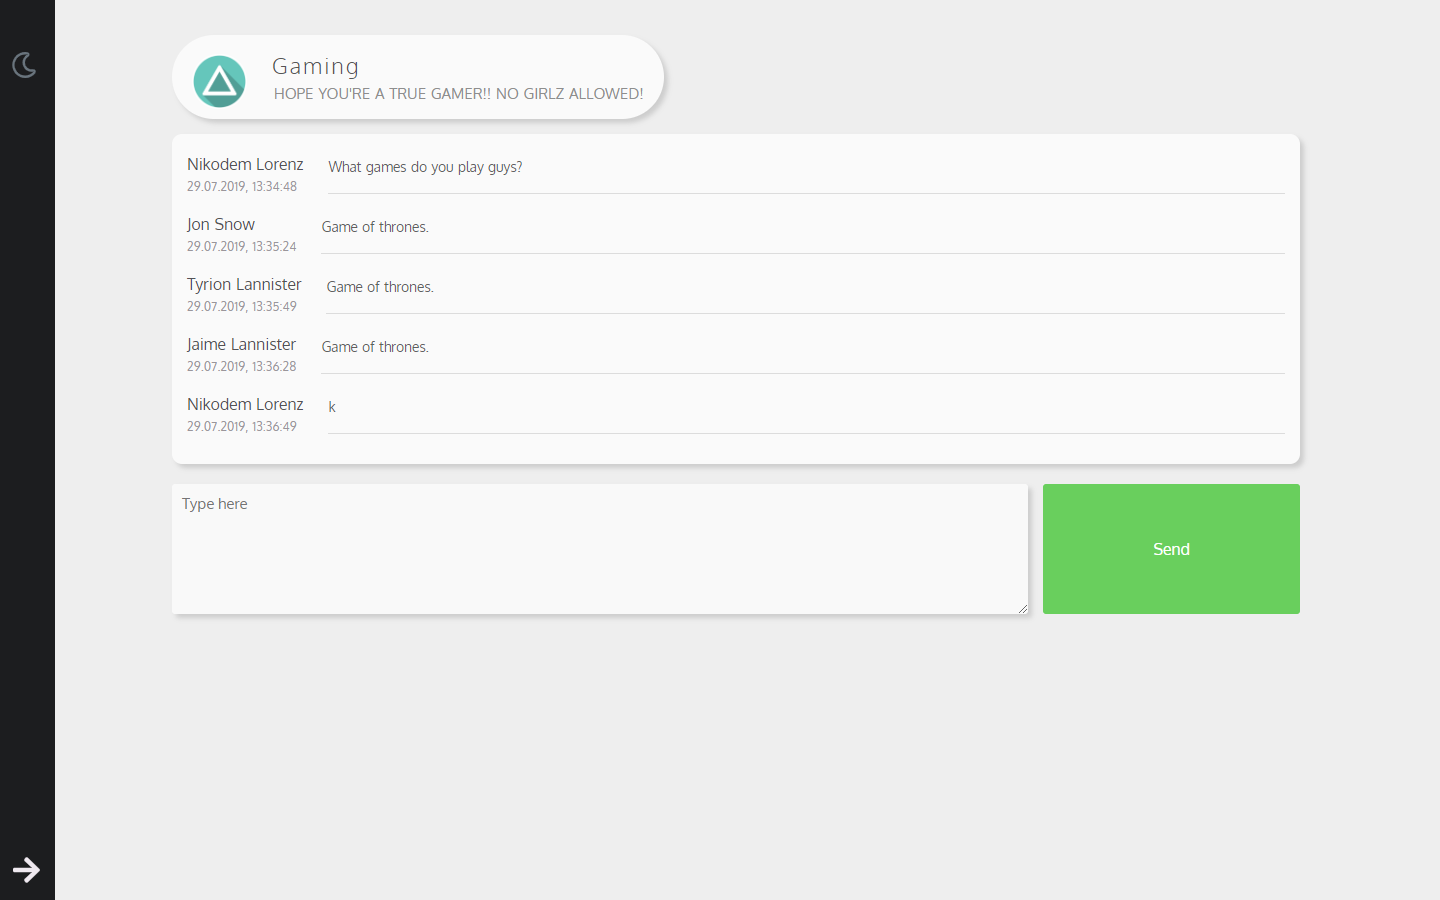 Gaming
HOPE YOU'RE A TRUE GAMER!! NO GIRLZ ALLOWED!
Nikodem Lorenz
What games do you play guys?
29.07.2019, 13:34:48
Jon Snow
Game of thrones.
29.07.2019, 13:35:24
Tyrion Lannister
Game of thrones.
29.07.2019, 13:35:49
Jaime Lannister
Game of thrones.
29.07.2019, 13:36:28
Nikodem Lorenz
k
29.07.2019, 13:36:49
Type here
Send